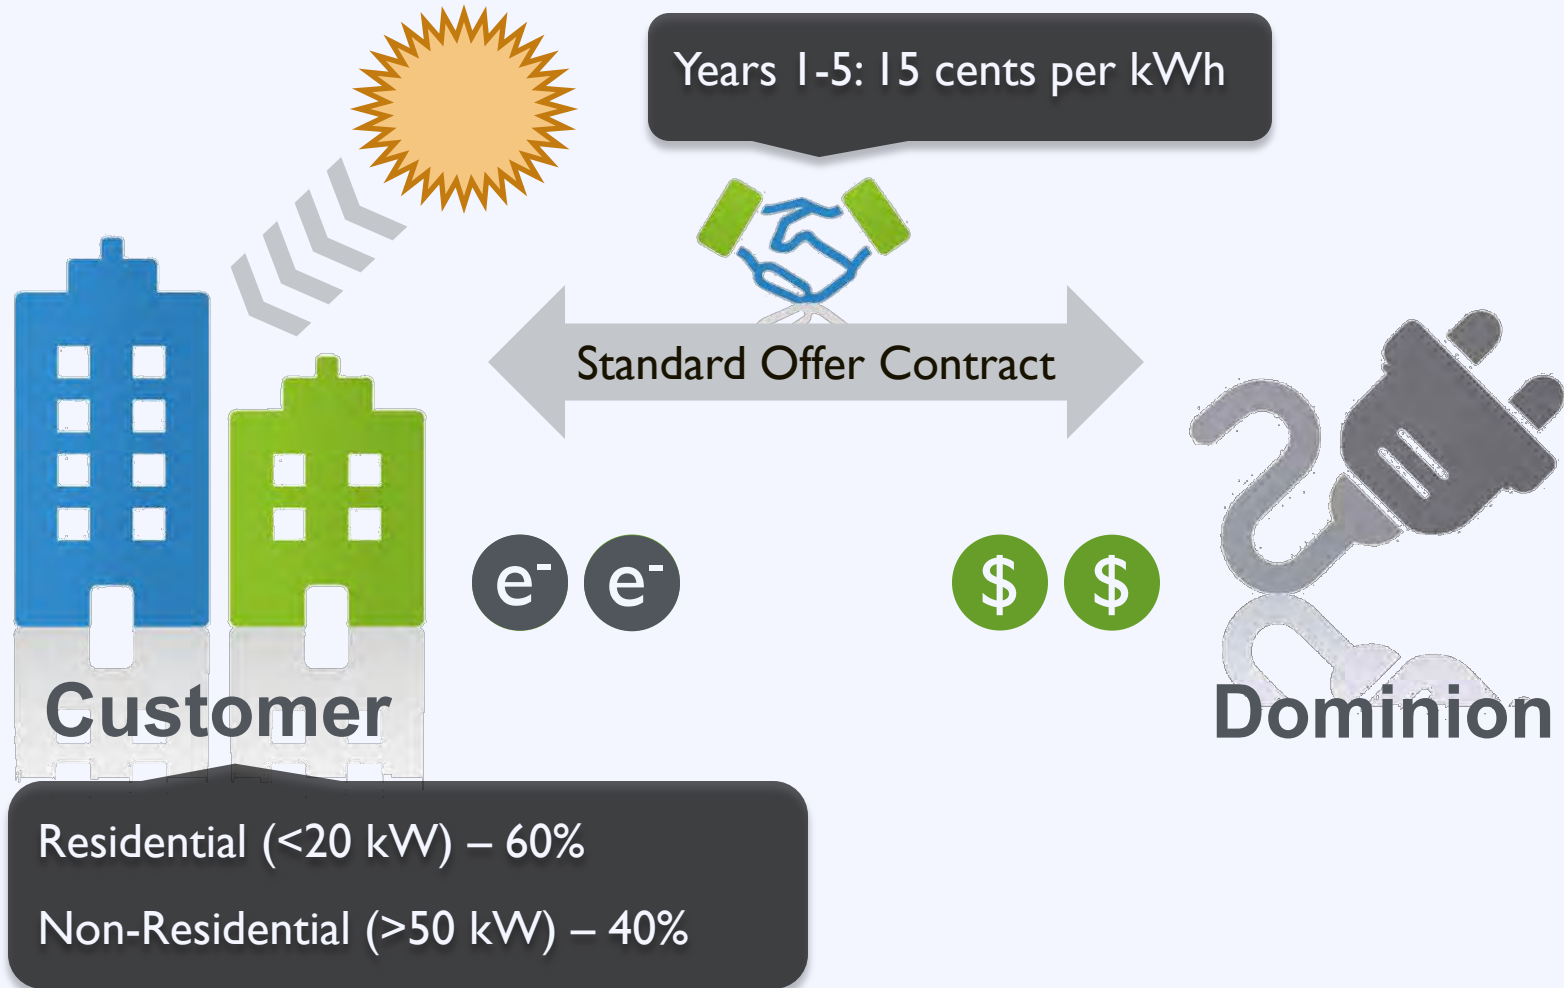 Years 1-5: 15 cents per kWh
Standard Offer Contract
e- e- $ $
Customer
Dominion
Residential (<20 kW) – 60%
Non-Residential (>50 kW) – 40%